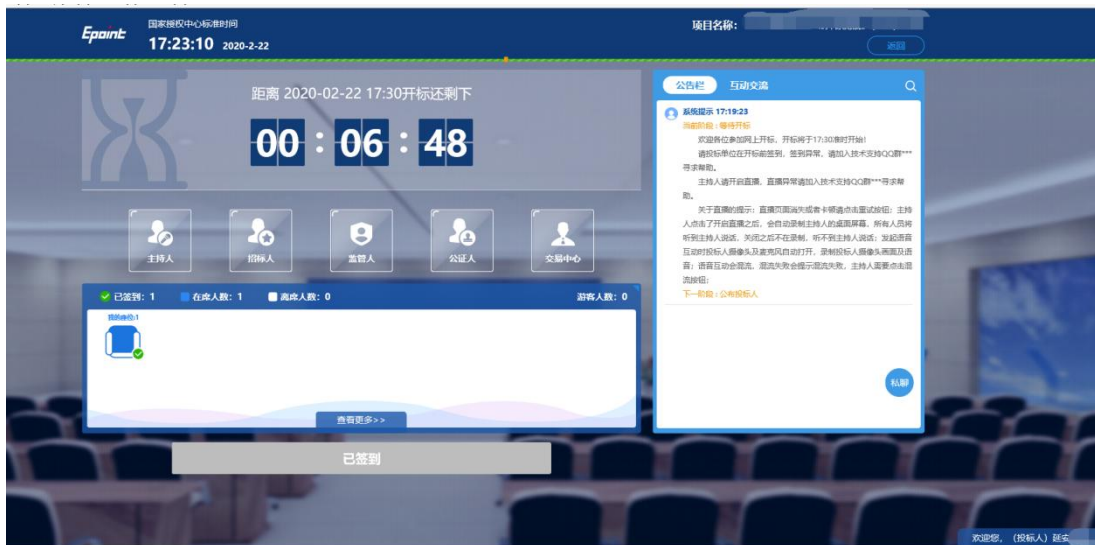 Epoint
国家授权中心标准时间
17:23:10 2020-2-22
项目名称：
返回
距离 2020-02-22 17:30开标还剩下
00 : 06 : 48
主持人 招标人 监管人 公证人 交易中心
已签到：1 在席人数：1 离席人数：0 游客人数：0
我的座位:1
查看更多>>
已签到
公告栏 互动交流
系统提示 17:19:23
当前阶段：等待开标
欢迎各位参加网上开标，开标将于17:30准时开始!
请投标单位在开标前签到，签到异常，请加入技术支持QQ群***
寻求帮助。
主持人请开启直播，直播异常请加入技术支持QQ群***寻求帮
助。
关于直播的提示：直播页面消失或者卡顿请点击重试按钮；主持
人点击了开启直播之后，会自动录制主持人的桌面屏幕，所有人员将
听到主持人说话，关闭之后不在录制，听不到主持人说话；发起语音
互动时投标人摄像头及麦克风自动打开，录制投标人摄像头画面及语
音；语音互动会混流，混流失败会提示混流失败，主持人需要点击混
流按钮；
下一阶段：公布投标人
私聊
欢迎您，（投标人）延安